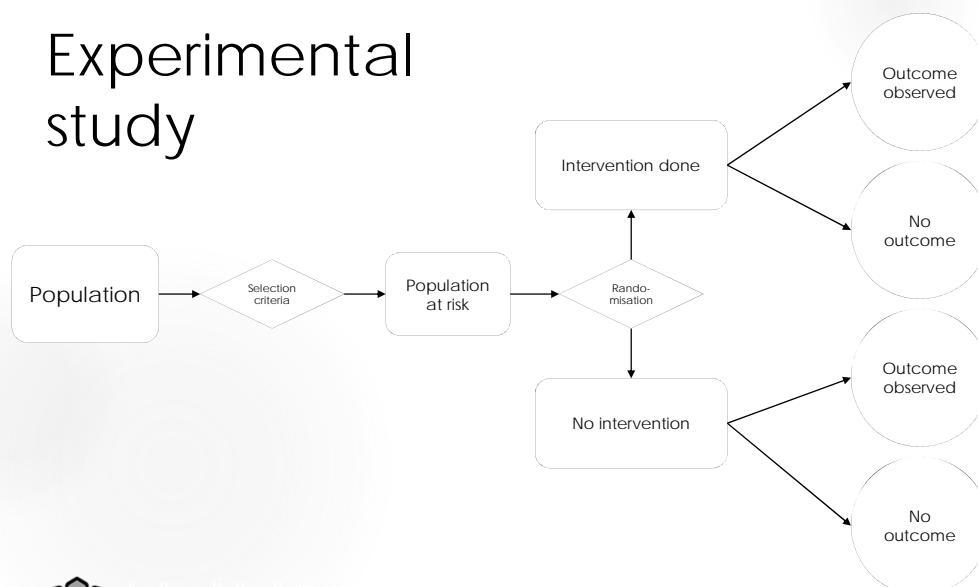 Experimental
study
Outcome
observed
Intervention done
No
outcome
Population
Selection
criteria
Population
at risk
Rando-
misation
Outcome
observed
No intervention
No
outcome